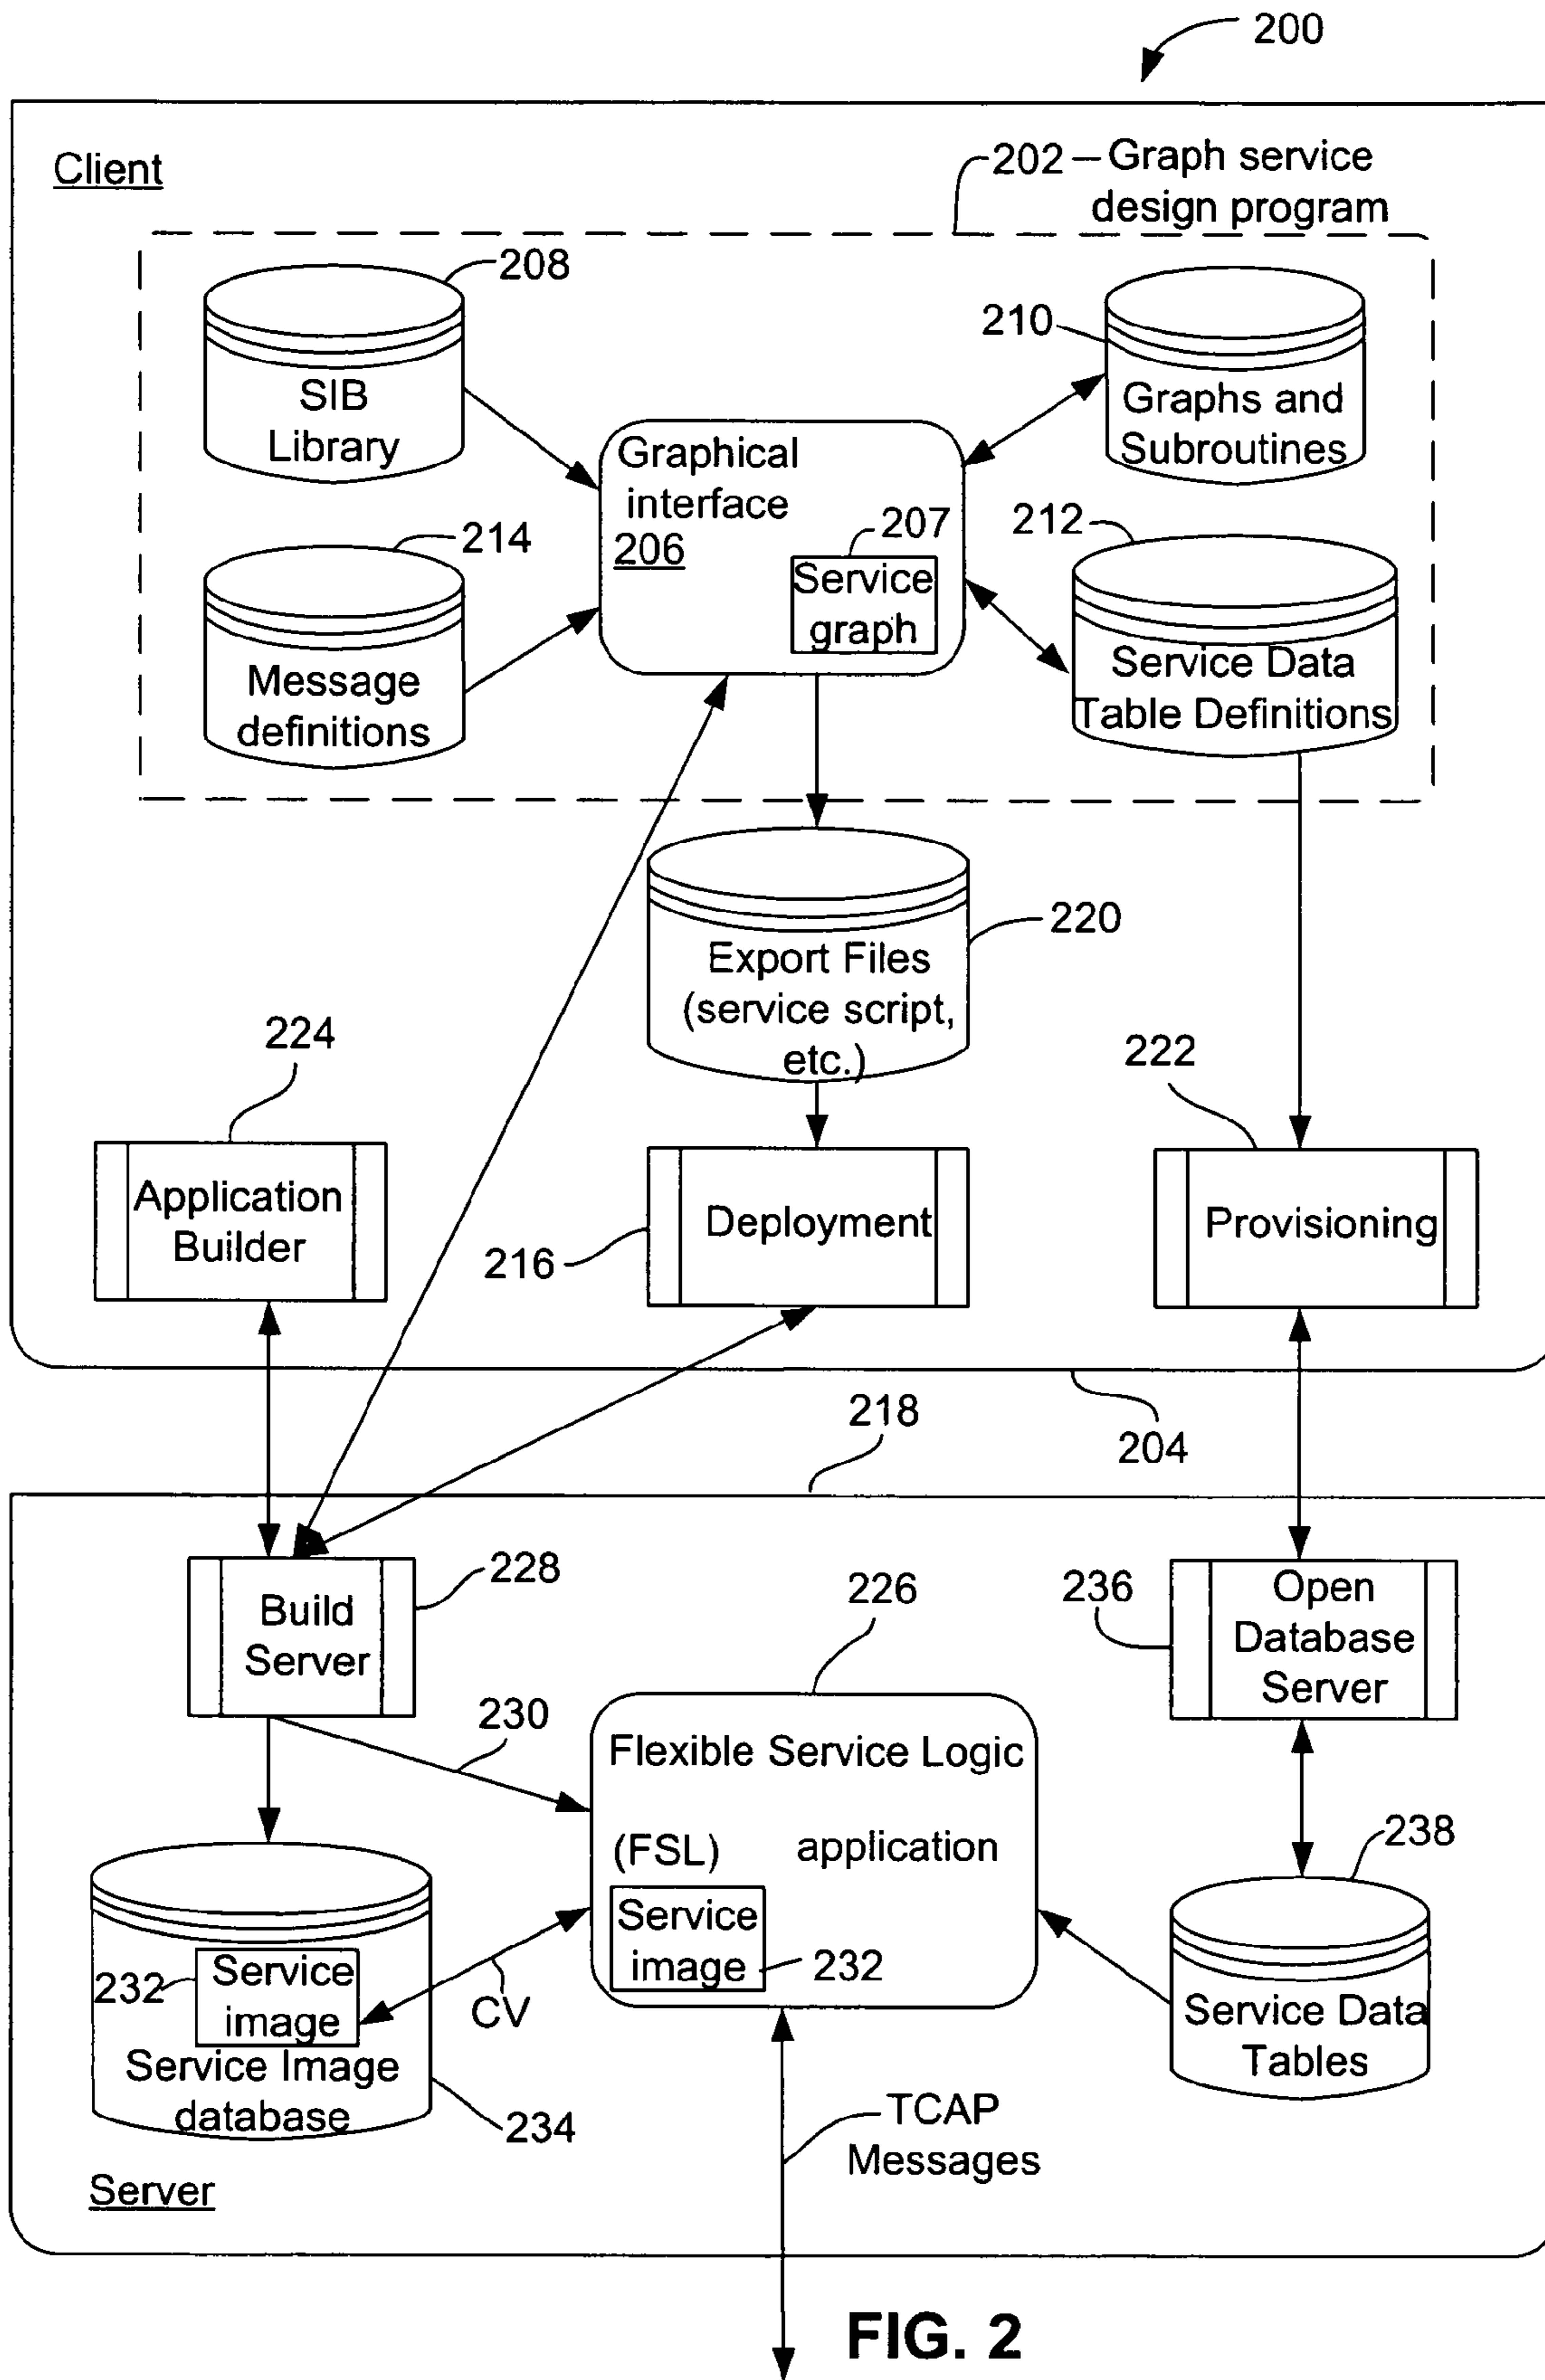 200
Client
202 — Graph service
design program
208
SIB
Library
210
Graphs and
Subroutines
Graphical
interface
206
207
Service
graph
214
Message
definitions
212
Service Data
Table Definitions
220
Export Files
(service script,
etc.)
224
Application
Builder
216
Deployment
222
Provisioning
218
204
228
Build
Server
226
236
Open
Database
Server
230
Flexible Service Logic
(FSL) application
Service
image
232
238
232
Service
image
CV
Service Image
database
234
Service Data
Tables
TCAP
Messages
Server
FIG. 2